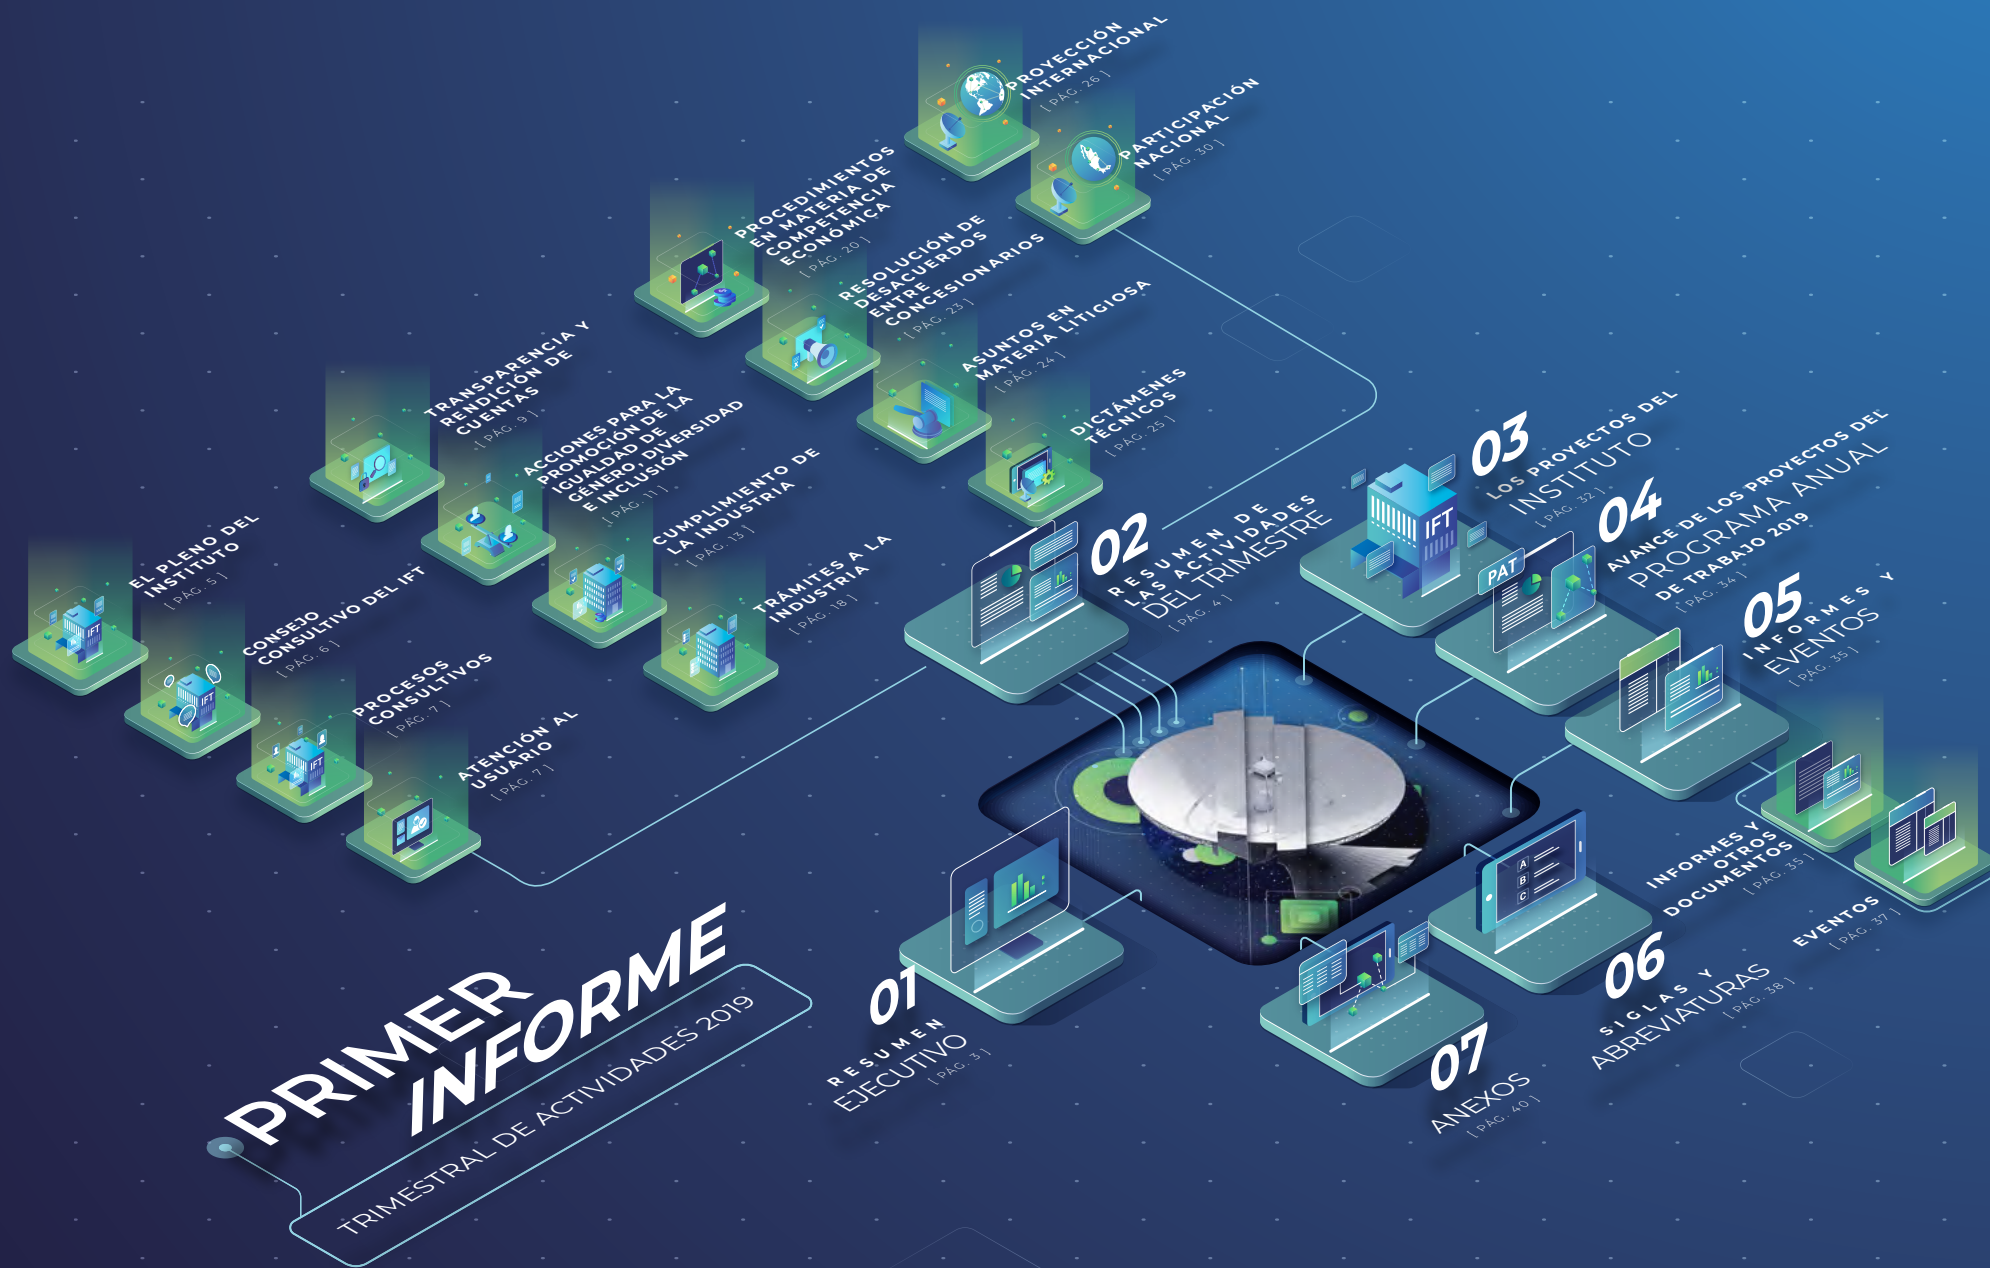 PROYECCIÓN
INTERNACIONAL
[ PÁG. 26 ]
PARTICIPACIÓN
NACIONAL
[ PÁG. 30 ]
PROCEDIMIENTOS
EN MATERIA DE
COMPETENCIA
ECONÓMICA
[ PÁG. 20 ]
RESOLUCIÓN DE
DESACUERDOS
ENTRE
CONCESIONARIOS
[ PÁG. 23 ]
ASUNTOS EN
MATERIA LITIGIOSA
[ PÁG. 24 ]
DICTÁMENES
TÉCNICOS
[ PÁG. 25 ]
TRANSPARENCIA Y
RENDICIÓN DE
CUENTAS
[ PÁG. 9 ]
ACCIONES PARA LA
PROMOCIÓN DE LA
IGUALDAD DE
GÉNERO, DIVERSIDAD
E INCLUSIÓN
[ PÁG. 11 ]
CUMPLIMIENTO DE
LA INDUSTRIA
[ PÁG. 13 ]
TRÁMITES A LA
INDUSTRIA
[ PÁG. 18 ]
EL PLENO DEL
INSTITUTO
[ PÁG. 5 ]
IFT
CONSEJO
CONSULTIVO DEL IFT
[ PÁG. 6 ]
IFT
PROCESOS
CONSULTIVOS
[ PÁG. 7 ]
IFT
ATENCIÓN AL
USUARIO
[ PÁG. 7 ]
02
RESUMEN DE
LAS ACTIVIDADES
DEL TRIMESTRE
[ PÁG. 4 ]
03
LOS PROYECTOS DEL
INSTITUTO
[ PÁG. 32 ]
IFT
04
AVANCE DE LOS PROYECTOS DEL
PROGRAMA ANUAL
DE TRABAJO 2019
[ PÁG. 34 ]
PAT
05
INFORMES Y
EVENTOS
[ PÁG. 35 ]
INFORMES Y
OTROS
DOCUMENTOS
[ PÁG. 35 ]
EVENTOS
[ PÁG. 37 ]
A
B
C
06
SIGLAS Y
ABREVIATURAS
[ PÁG. 38 ]
07
ANEXOS
[ PÁG. 40 ]
01
RESUMEN
EJECUTIVO
[ PÁG. 3 ]
PRIMER
INFORME
TRIMESTRAL DE ACTIVIDADES 2019